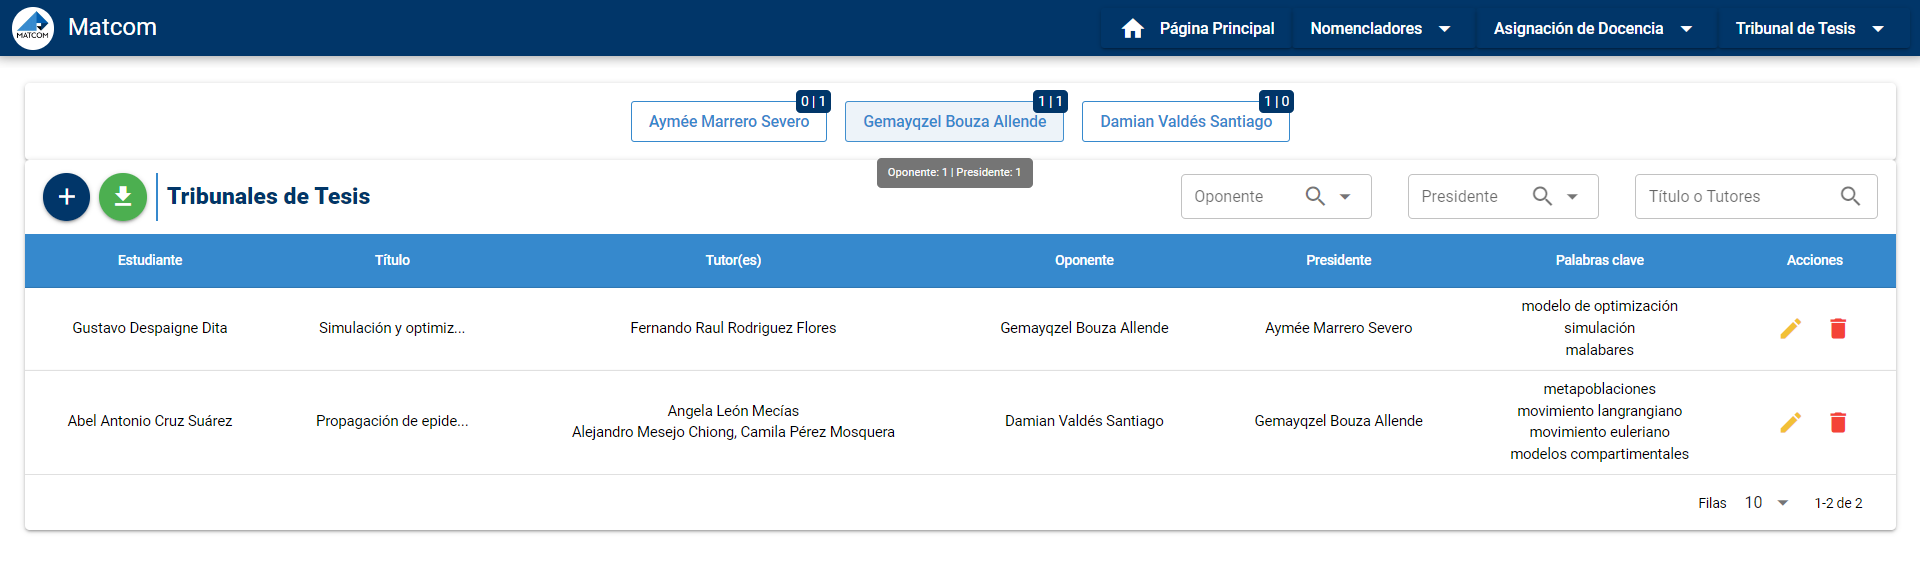 MATCOM
Matcom
Página Principal
Nomencladores
Asignación de Docencia
Tribunal de Tesis
0 | 1
Aymée Marrero Severo
1 | 1
Gemayqzel Bouza Allende
1 | 0
Damian Valdés Santiago
Oponente: 1 | Presidente: 1
Tribunales de Tesis
Oponente
Presidente
Título o Tutores
Estudiante
Título
Tutor(es)
Oponente
Presidente
Palabras clave
Acciones
Gustavo Despaigne Dita
Simulación y optimiz...
Fernando Raul Rodriguez Flores
Gemayqzel Bouza Allende
Aymée Marrero Severo
modelo de optimización
simulación
malabares
Abel Antonio Cruz Suárez
Propagación de epide...
Angela León Mecías
Alejandro Mesejo Chiong, Camila Pérez Mosquera
Damian Valdés Santiago
Gemayqzel Bouza Allende
metapoblaciones
movimiento langrangiano
movimiento euleriano
modelos compartimentales
Filas
10
1-2 de 2